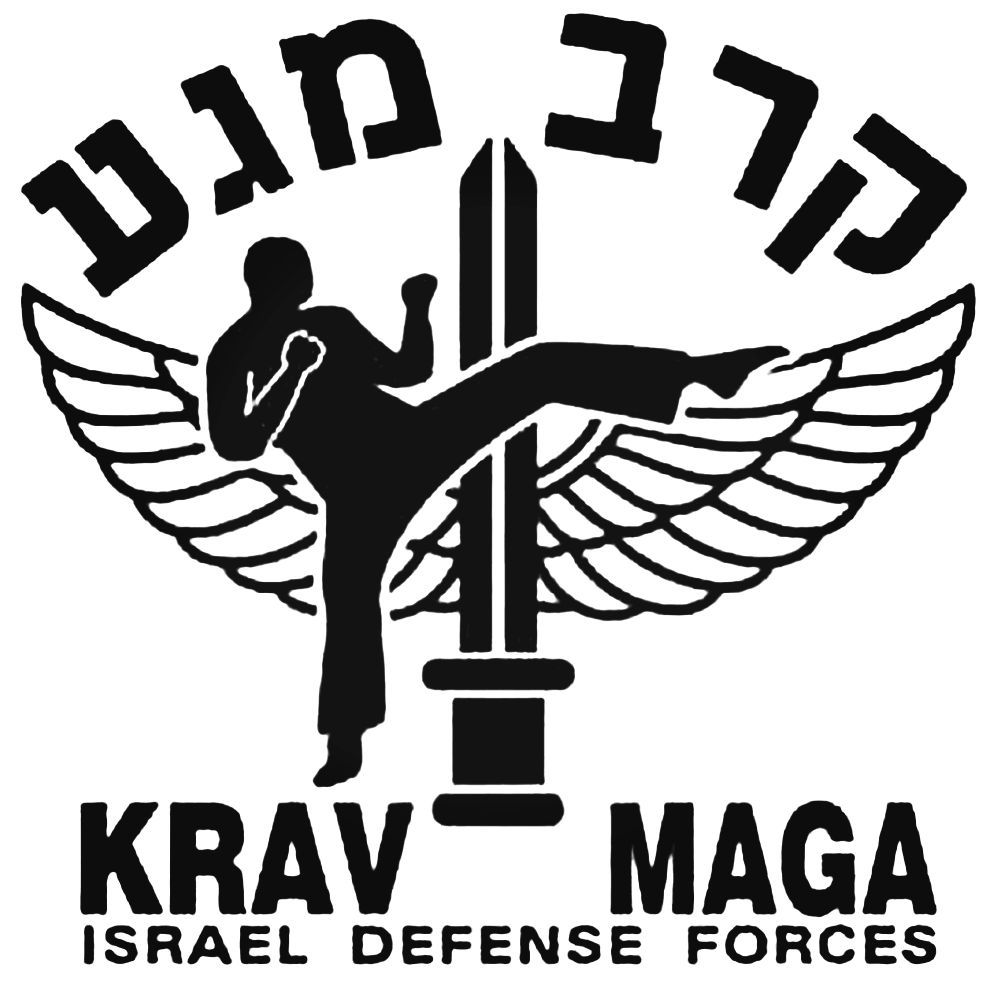 קרב מגע
KRAV MAGA
ISRAEL DEFENSE FORCES